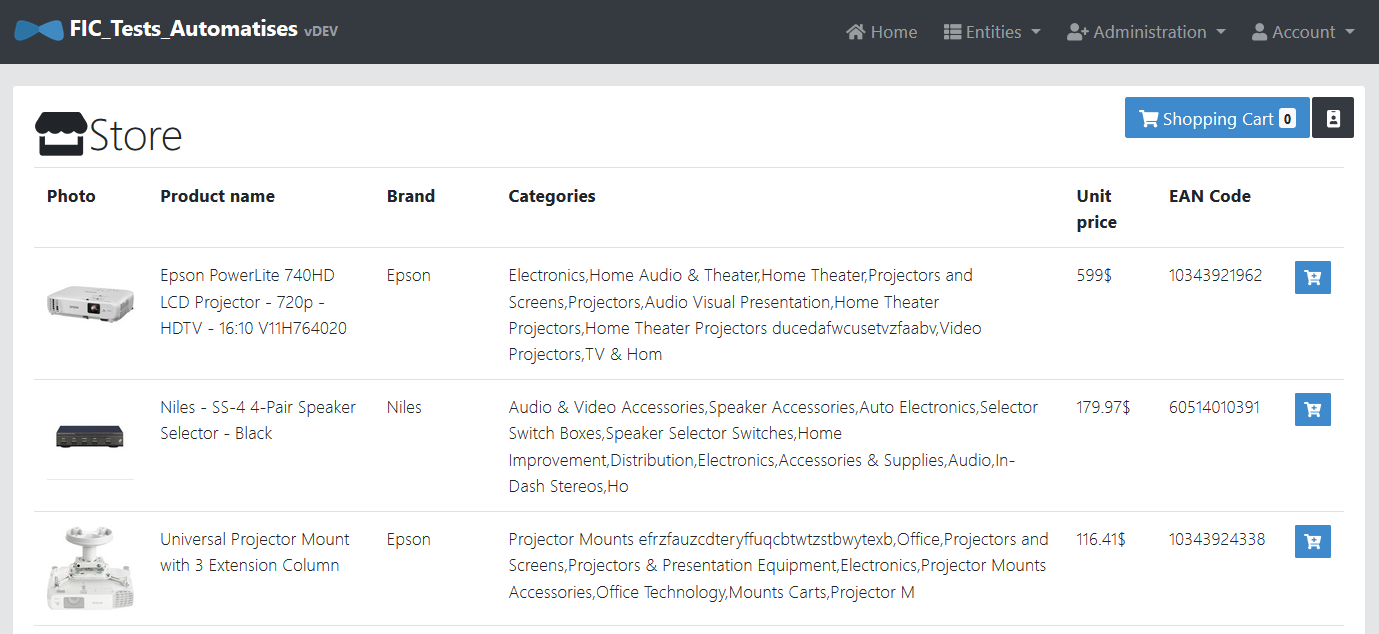 FIC_Tests_Automatises vDEV
Home Entities Administration Account
Store
Shopping Cart 0
Photo Product name Brand Categories Unit price EAN Code
Epson PowerLite 740HD
LCD Projector - 720p -
HDTV - 16:10 V11H764020
Epson
Electronics,Home Audio & Theater,Home Theater,Projectors and
Screens,Projectors,Audio Visual Presentation,Home Theater
Projectors,Home Theater Projectors ducedafwcusetvzfaabv,Video
Projectors,TV & Hom
599$
10343921962
Niles - SS-4 4-Pair Speaker
Selector - Black
Niles
Audio & Video Accessories,Speaker Accessories,Auto Electronics,Selector
Switch Boxes,Speaker Selector Switches,Home
Improvement,Distribution,Electronics,Accessories & Supplies,Audio,In-
Dash Stereos,Ho
179.97$
60514010391
Universal Projector Mount
with 3 Extension Column
Epson
Projector Mounts efrzfauzcdteryffuqcbtwtzstbwytexb,Office,Projectors and
Screens,Projectors & Presentation Equipment,Electronics,Projector Mounts
Accessories,Office Technology,Mounts Carts,Projector M
116.41$
10343924338